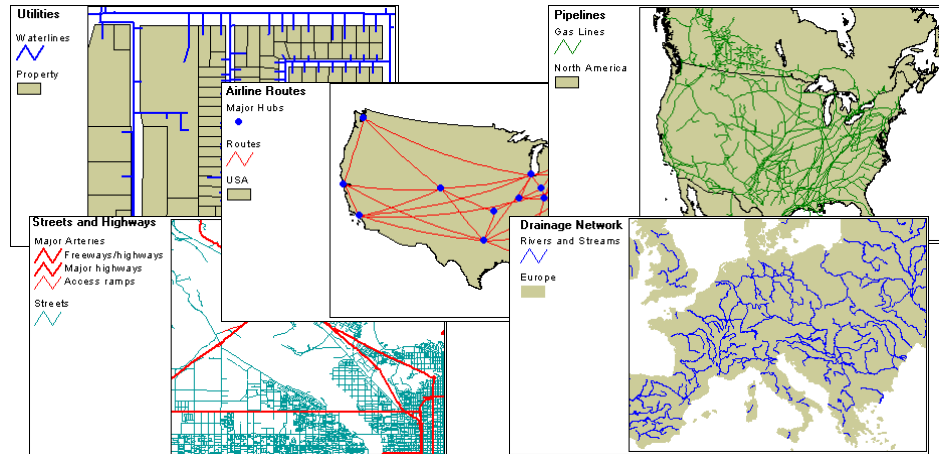 Utilities
Waterlines
Property
Airline Routes
Major Hubs
Routes
USA
Pipelines
Gas Lines
North America
Streets and Highways
Major Arteries
Freeways/highways
Major highways
Access ramps
Streets
Drainage Network
Rivers and Streams
Europe